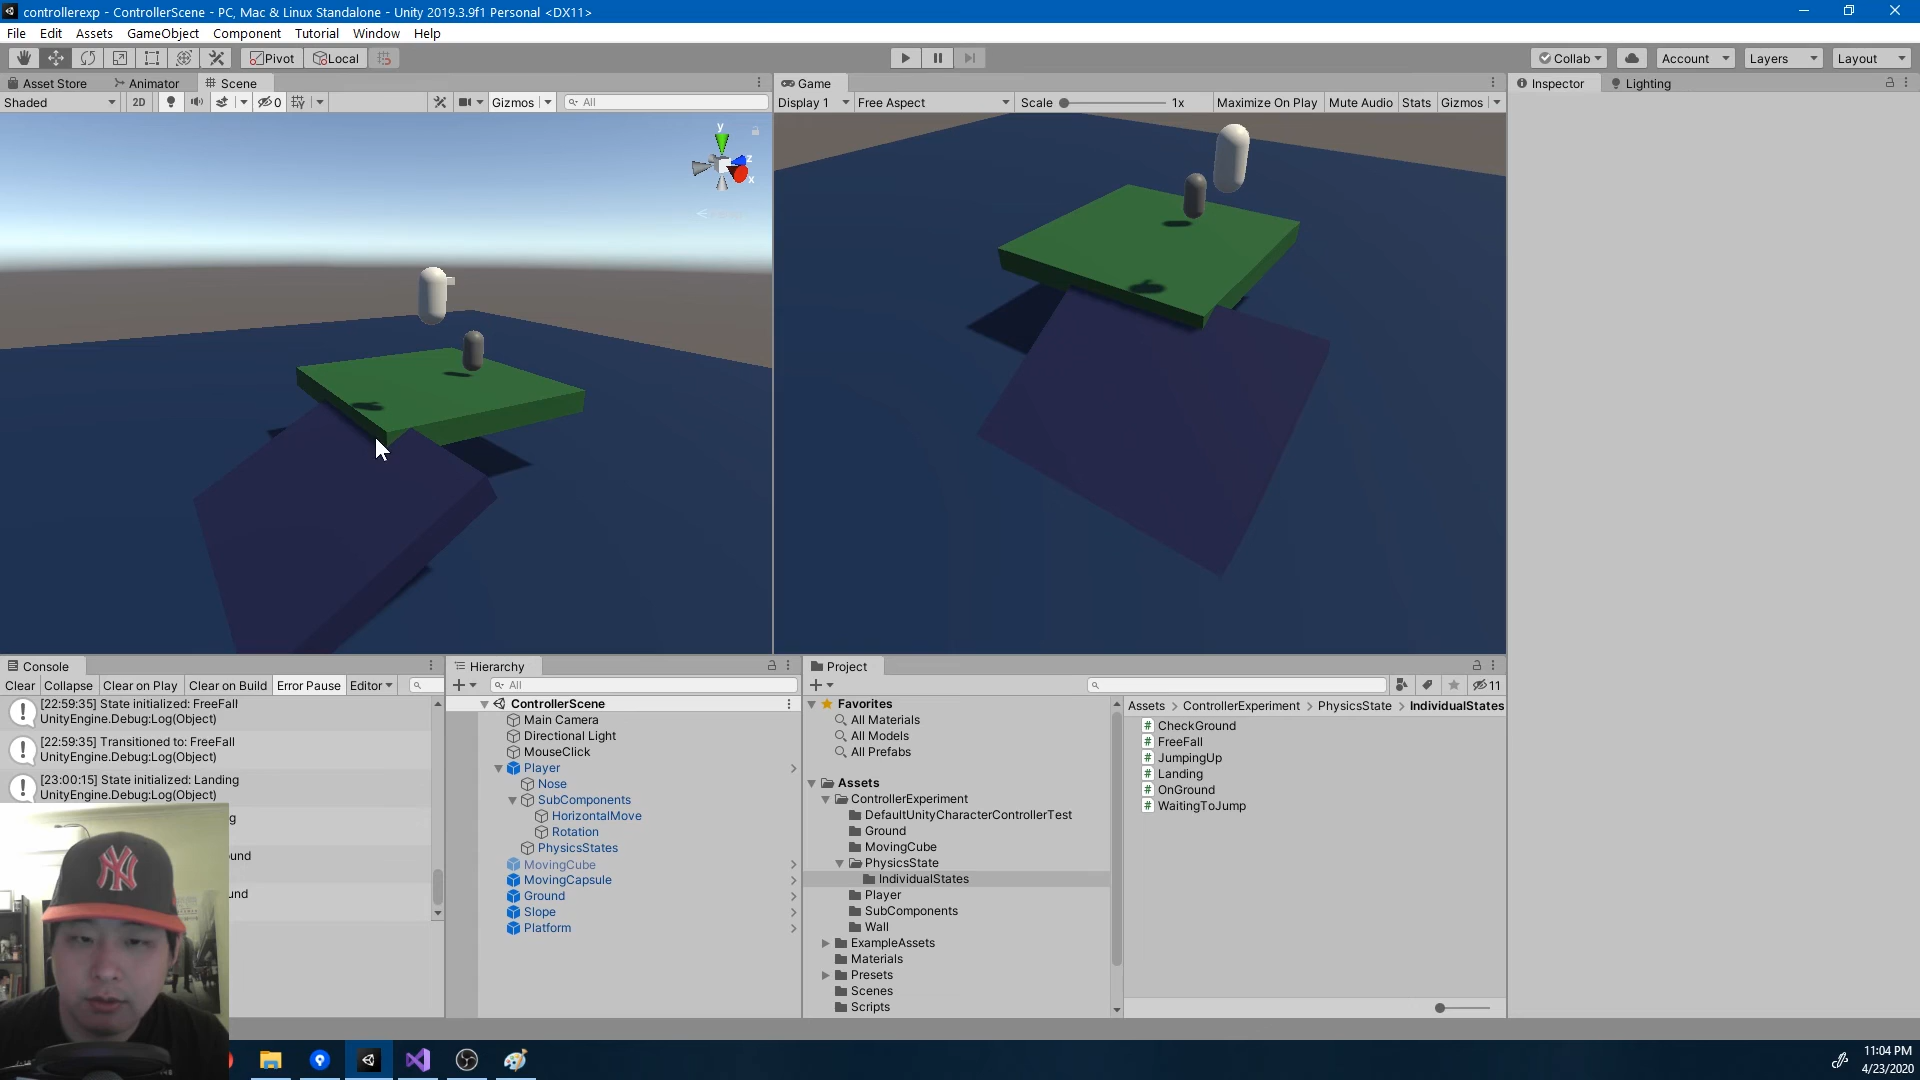 controllerexp - ControllerScene - PC, Mac & Linux Standalone - Unity 2019.3.9f1 Personal <DX11>
File Edit Assets GameObject Component Tutorial Window Help
Pivot Local Collab Account Layers Layout
Asset Store Animator Scene
Shaded 2D 0 Gizmos All
y z x
Game
Display 1 Free Aspect Scale 1x Maximize On Play Mute Audio Stats Gizmos
Inspector Lighting
Console
Clear Collapse Clear on Play Clear on Build Error Pause Editor
[22:59:35] State initialized: FreeFall
UnityEngine.Debug:Log(Object)
[22:59:35] Transitioned to: FreeFall
UnityEngine.Debug:Log(Object)
[23:00:15] State initialized: Landing
UnityEngine.Debug:Log(Object)
g
und
und
NY
Hierarchy
All
ControllerScene
Main Camera
Directional Light
MouseClick
Player
Nose
SubComponents
HorizontalMove
Rotation
PhysicsStates
MovingCube
MovingCapsule
Ground
Slope
Platform
Project
11
Favorites
All Materials
All Models
All Prefabs
Assets
ControllerExperiment
DefaultUnityCharacterControllerTest
Ground
MovingCube
PhysicsState
IndividualStates
Player
SubComponents
Wall
ExampleAssets
Materials
Presets
Scenes
Scripts
Assets > ControllerExperiment > PhysicsState > IndividualStates
# CheckGround
# FreeFall
# JumpingUp
# Landing
# OnGround
# WaitingToJump
11:04 PM
4/23/2020